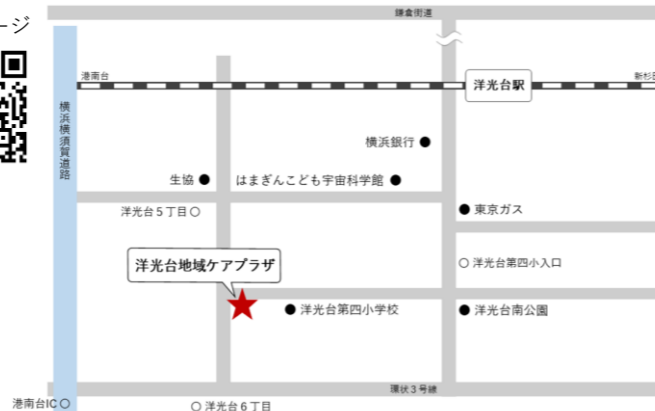 ージ
鎌倉街道
港南台
洋光台駅
新杉田
横浜横須賀道路
横浜銀行 ●
生協 ●
はまぎんこども宇宙科学館 ●
洋光台5丁目 ○
● 東京ガス
洋光台地域ケアプラザ
○ 洋光台第四小入口
● 洋光台第四小学校
● 洋光台南公園
環状3号線
港南台IC ○
○ 洋光台6丁目